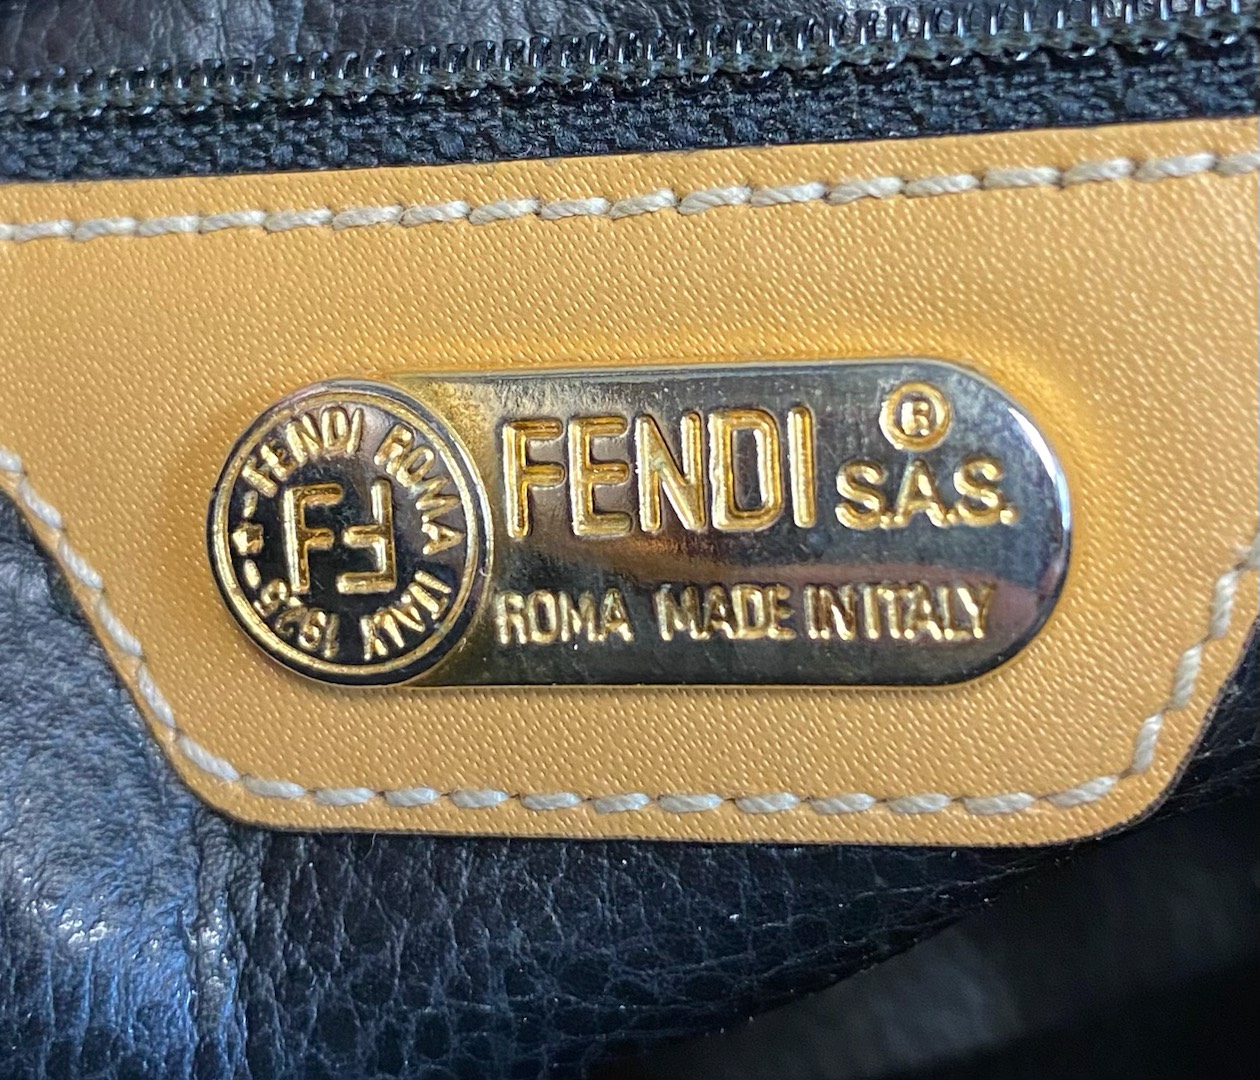 FENDI ROMA ITALY 1925
FF
FENDI ®
S.A.S.
ROMA MADE IN ITALY